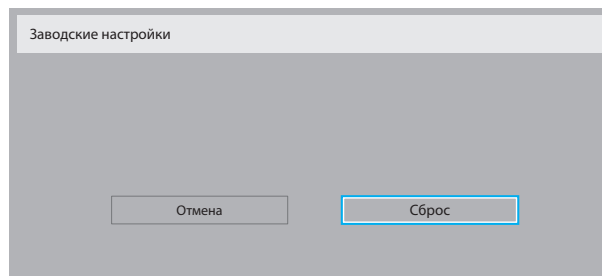 Заводские настройки
Отмена
Сброс